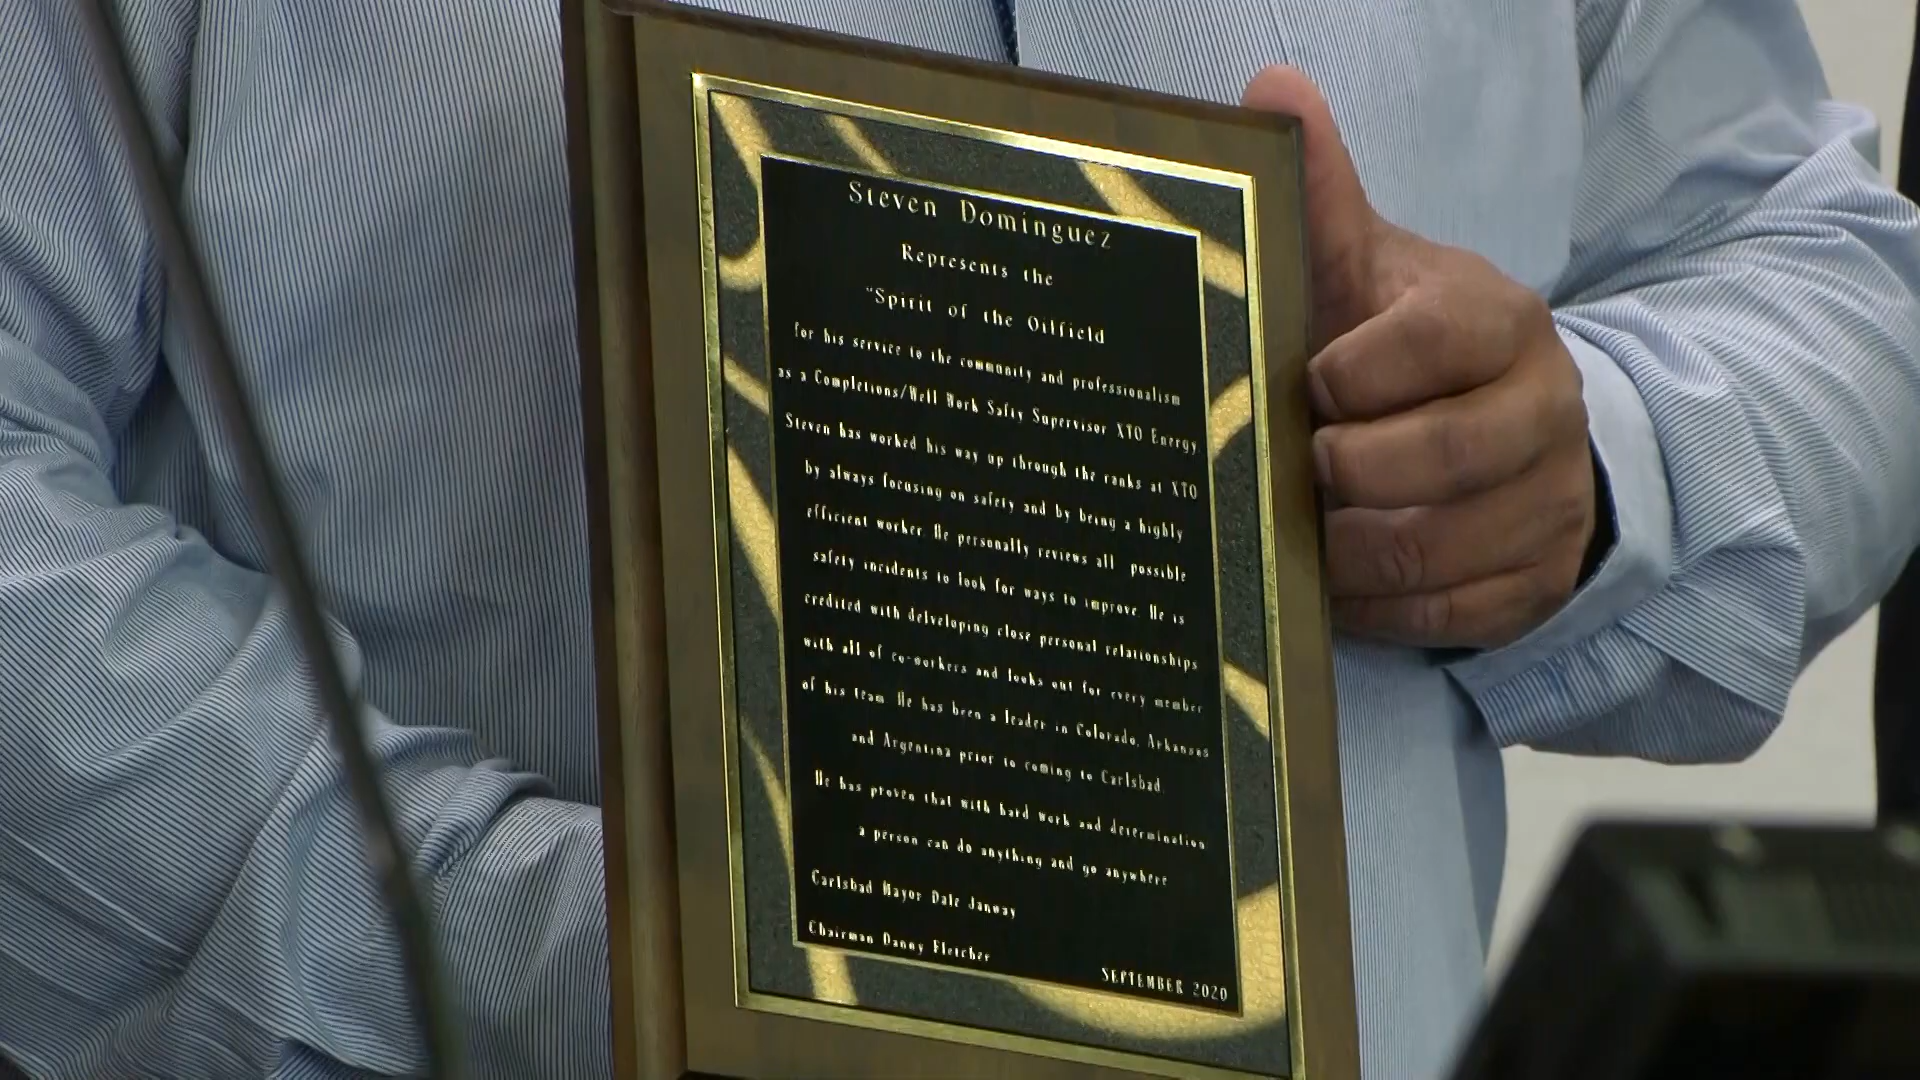 Steven Dominguez
Represents the
"Spirit of the Oilfield
for his service to the community and professionalism
as a Completions/Well Work Safty Supervisor XTO Energy.
Steven has worked his way up through the ranks at XTO
by always focusing on safety and by being a highly
efficient worker. He personally reviews all possible
safety incidents to look for ways to improve. He is
credited with delveloping close personal relationships
with all of co-workers and looks out for every member
of his team. He has been a leader in Colorado, Arkansas
and Argentina prior to coming to Carlsbad.
He has proven that with hard work and determination
a person can do anything and go anywhere
Carlsbad Mayor Dale Janway
Chairman Danny Fletcher
SEPTEMBER 2020